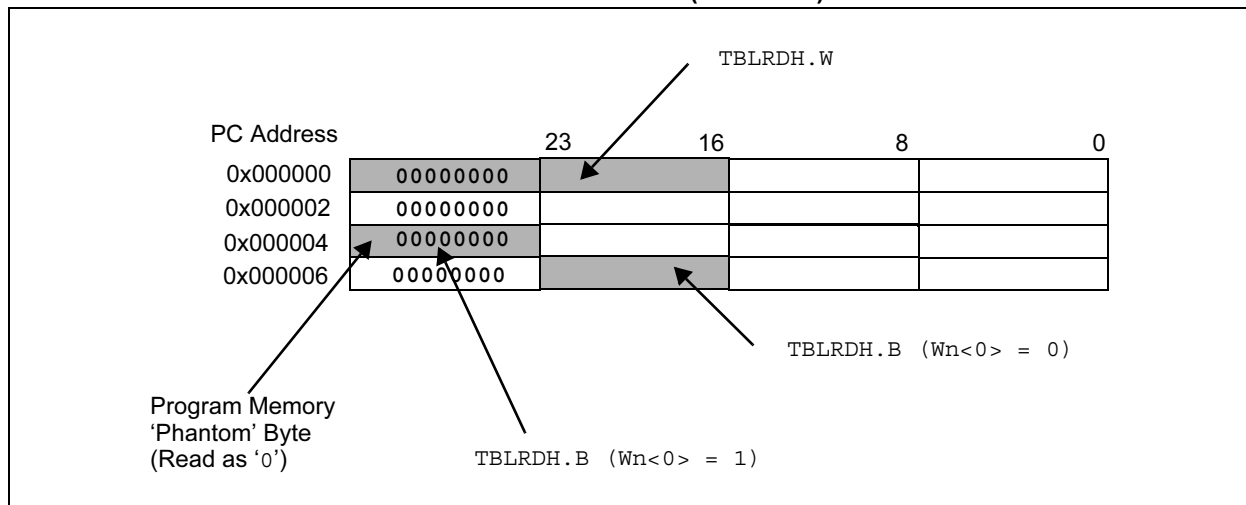 TBLRDH.W
PC Address
23 16 8 0
0x000000 00000000
0x000002 00000000
0x000004 00000000
0x000006 00000000
TBLRDH.B (Wn<0> = 0)
Program Memory
‘Phantom’ Byte
(Read as ‘0’)
TBLRDH.B (Wn<0> = 1)